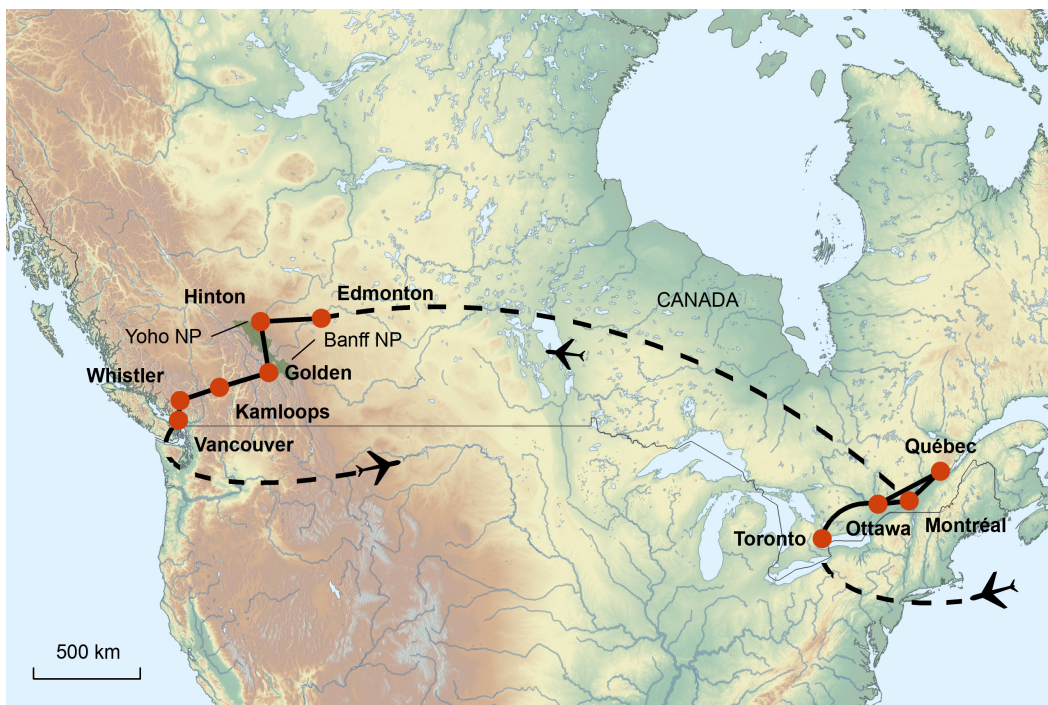 Hinton
Edmonton
CANADA
Yoho NP
Banff NP
Whistler
Golden
Kamloops
Vancouver
Québec
Toronto
Ottawa
Montréal
500 km